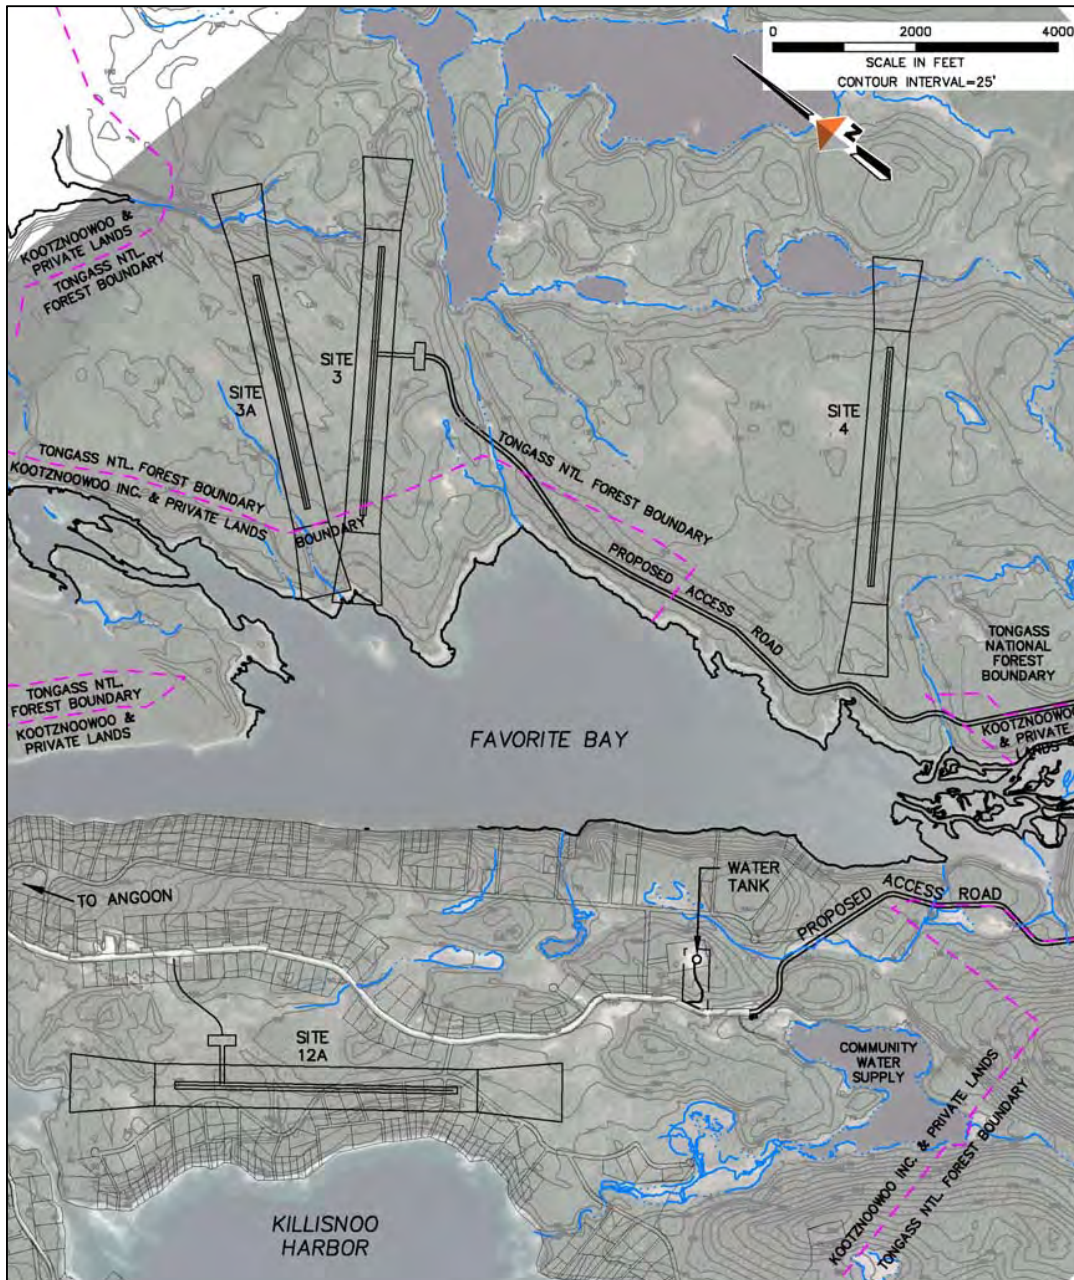 0 2000 4000
SCALE IN FEET
CONTOUR INTERVAL=25'
N
KOOTZNOOWOO &
PRIVATE LANDS
TONGASS NTL.
FOREST BOUNDARY
SITE
3
SITE
3A
SITE
4
TONGASS NTL. FOREST BOUNDARY
KOOTZNOOWOO INC. & PRIVATE LANDS
BOUNDARY
TONGASS NTL. FOREST BOUNDARY
PROPOSED ACCESS ROAD
TONGASS
NATIONAL
FOREST
BOUNDARY
TONGASS NTL.
FOREST BOUNDARY
KOOTZNOOWOO &
PRIVATE LANDS
KOOTZNOOWOO
& PRIVATE
LANDS
FAVORITE BAY
WATER
TANK
TO ANGOON
PROPOSED ACCESS ROAD
SITE
12A
COMMUNITY
WATER
SUPPLY
KOOTZNOOWOO INC. & PRIVATE LANDS
TONGASS NTL. FOREST BOUNDARY
KILLISNOO
HARBOR